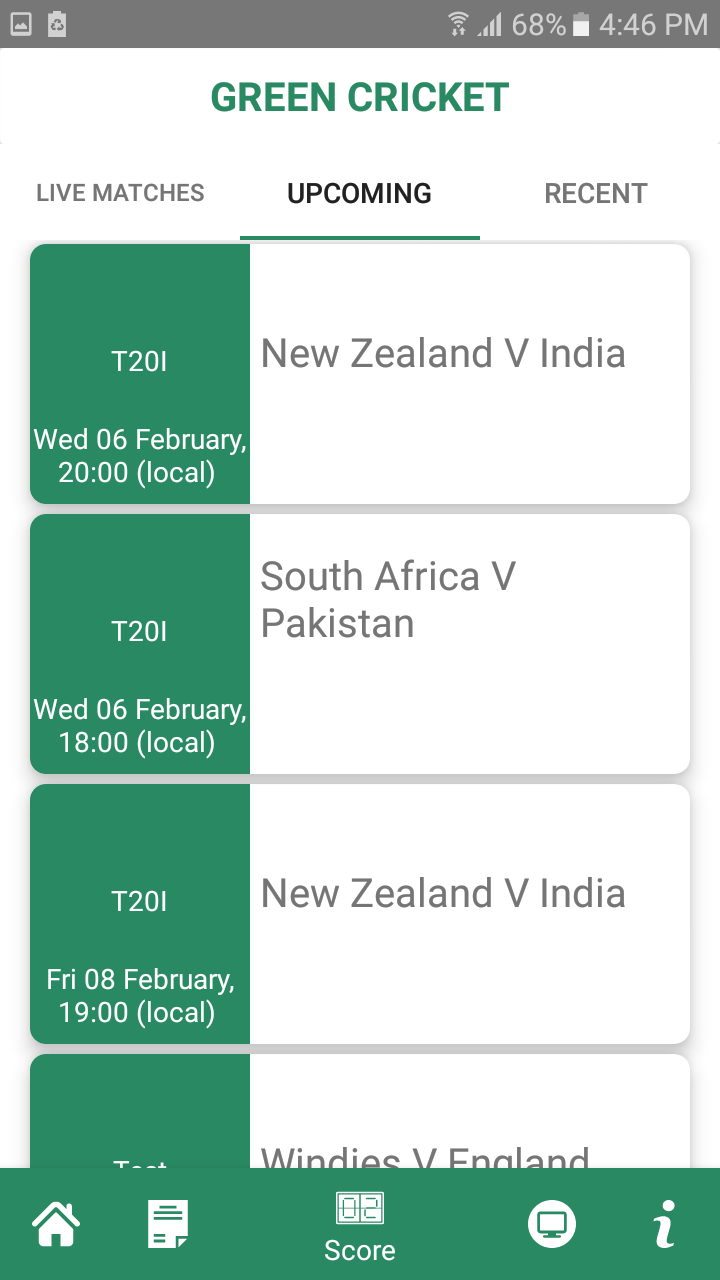 68% 4:46 PM
GREEN CRICKET
LIVE MATCHES UPCOMING RECENT
T20I
New Zealand V India
Wed 06 February,
20:00 (local)
South Africa V
Pakistan
T20I
Wed 06 February,
18:00 (local)
T20I
New Zealand V India
Fri 08 February,
19:00 (local)
Test
Windies V England
02
Score